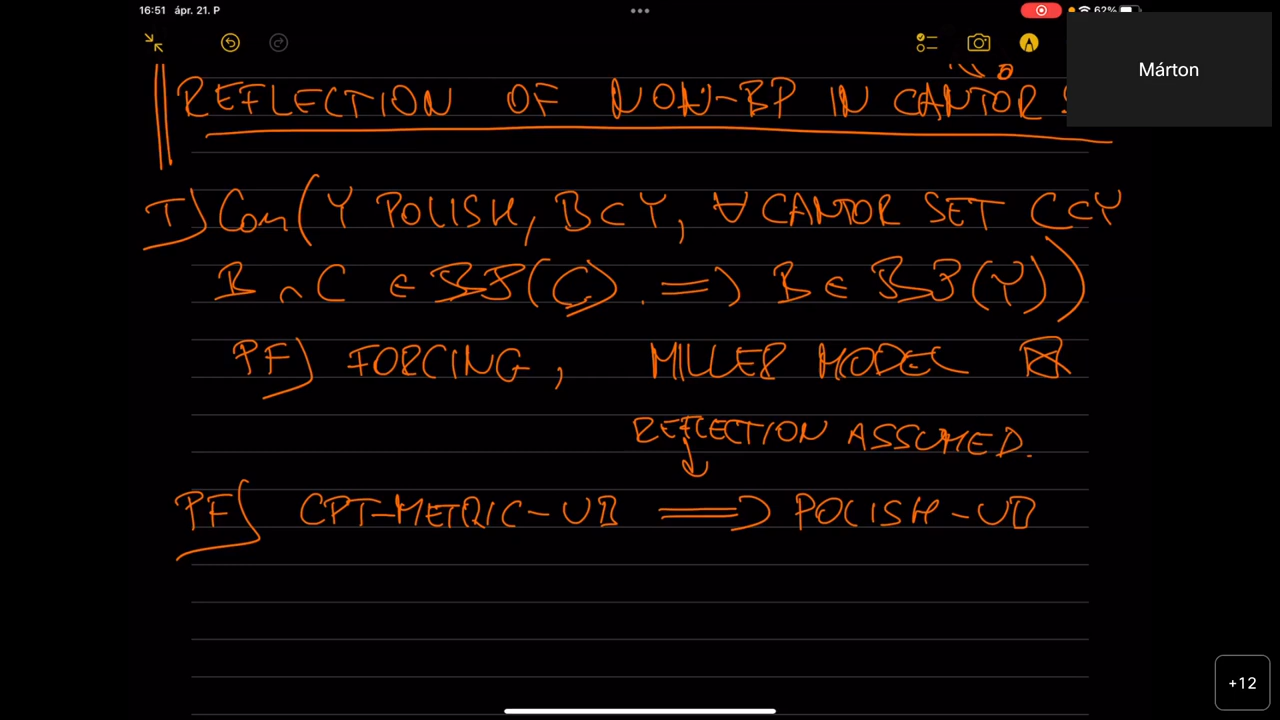 16:51 ápr. 21. P
62%
Márton
REFLECTION OF NON-BP IN CANTOR
T) Con(Y POLISH, B⊂Y, ∀ CANTOR SET C⊂Y
B ∩ C ∈ BP(C) ⟹ B ∈ BP(Y))
PF) FORCING, MILLER MODEL ⊠
REFLECTION ASSUMED.
↓
PF) CPT-METRIC-UB ⟹ POLISH-UB
+12